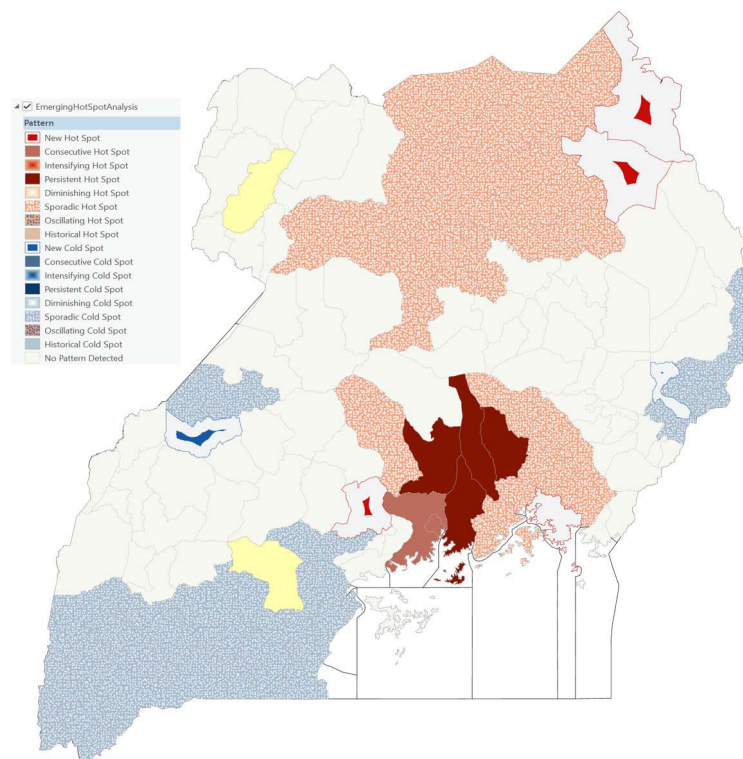 EmergingHotSpotAnalysis
Pattern
New Hot Spot
Consecutive Hot Spot
Intensifying Hot Spot
Persistent Hot Spot
Diminishing Hot Spot
Sporadic Hot Spot
Oscillating Hot Spot
Historical Hot Spot
New Cold Spot
Consecutive Cold Spot
Intensifying Cold Spot
Persistent Cold Spot
Diminishing Cold Spot
Sporadic Cold Spot
Oscillating Cold Spot
Historical Cold Spot
No Pattern Detected